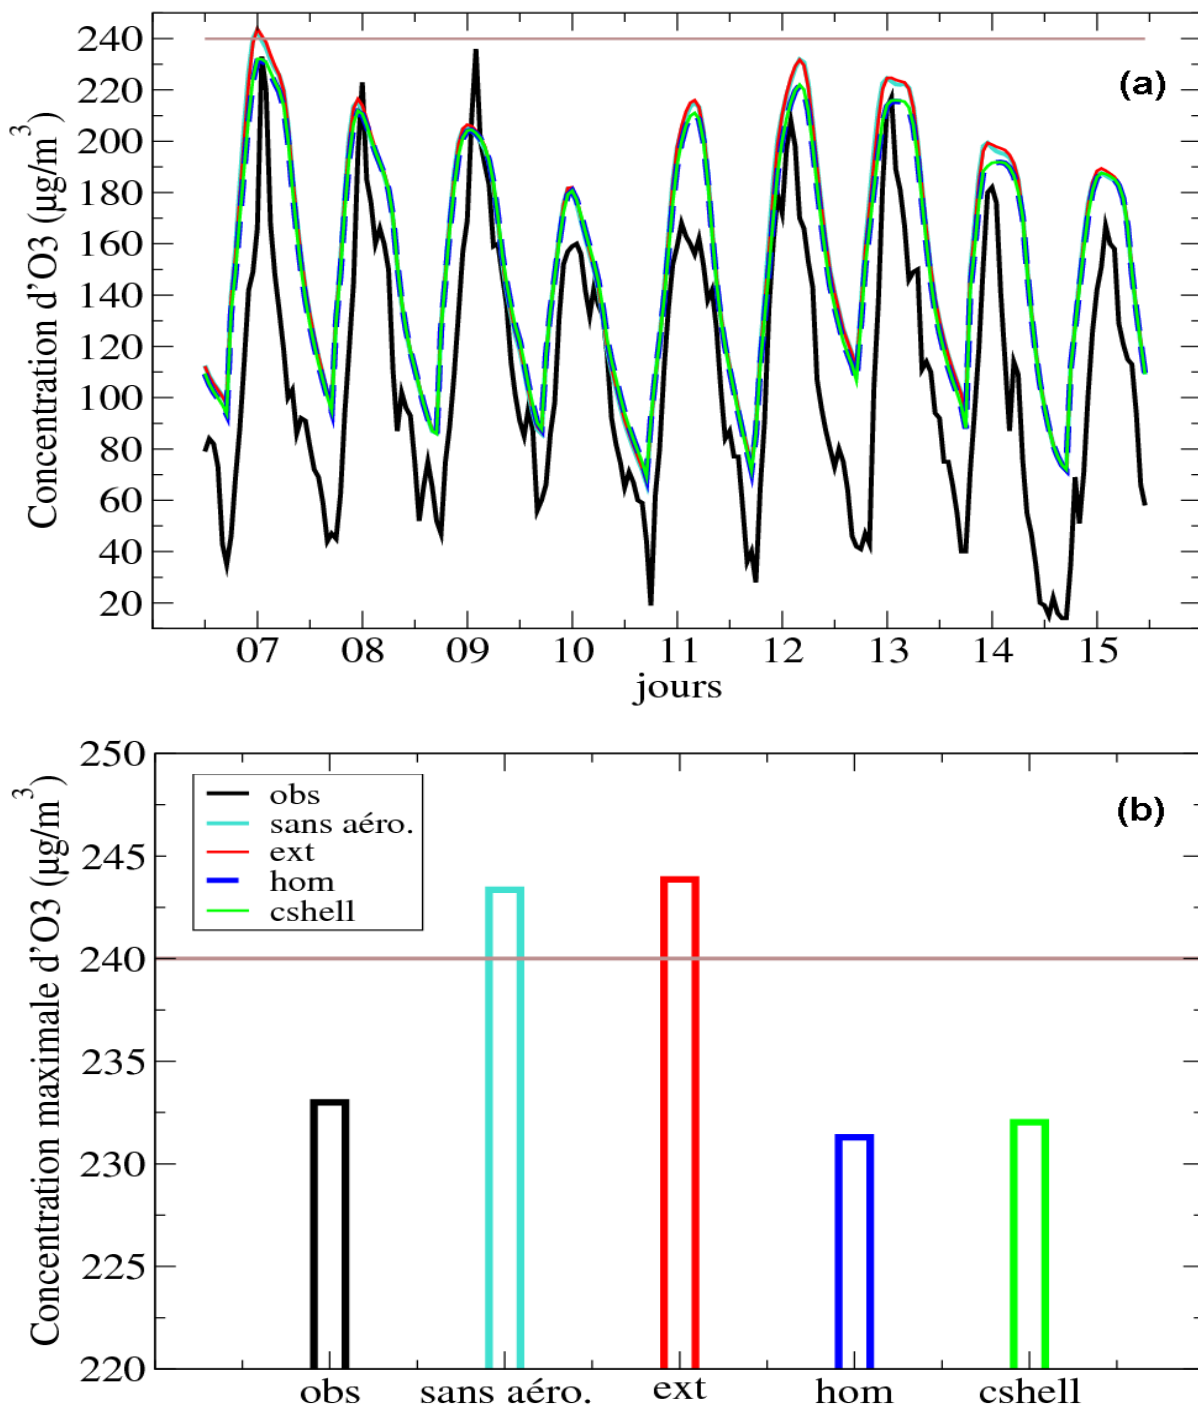 240
220
200
180
160
140
120
100
80
60
40
20
Concentration d'O3 (µg/m³)
(a)
07 08 09 10 11 12 13 14 15
jours
250
245
240
235
230
225
220
Concentration maximale d'O3 (µg/m³)
(b)
obs
sans aéro.
ext
hom
cshell
obs sans aéro. ext hom cshell